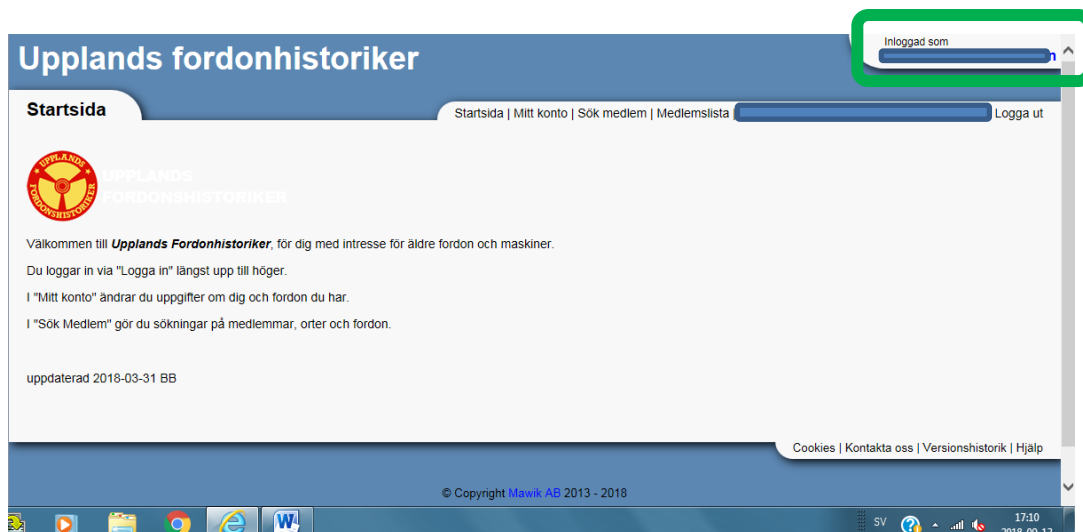 Inloggad som
n
Upplands fordonhistoriker
Startsida
Startsida | Mitt konto | Sök medlem | Medlemslista | Logga ut
UPPLANDS FORDONSHISTORIKER
UPPLANDS
FORDONSHISTORIKER
Välkommen till Upplands Fordonhistoriker, för dig med intresse för äldre fordon och maskiner.
Du loggar in via "Logga in" längst upp till höger.
I "Mitt konto" ändrar du uppgifter om dig och fordon du har.
I "Sök Medlem" gör du sökningar på medlemmar, orter och fordon.
uppdaterad 2018-03-31 BB
Cookies | Kontakta oss | Versionshistorik | Hjälp
© Copyright Mawik AB 2013 - 2018
SV
17:10